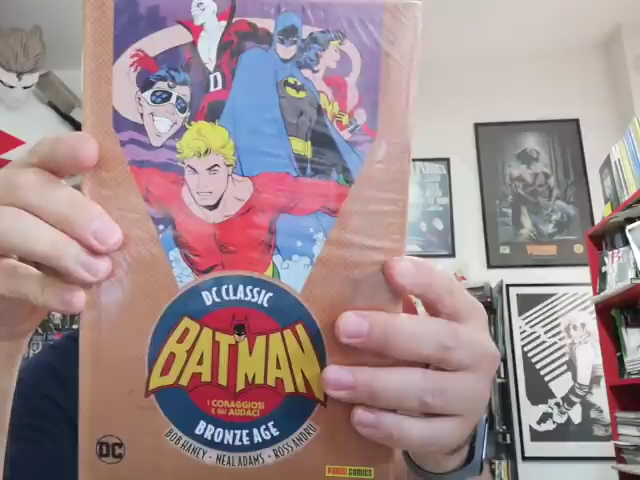 D
DC CLASSIC
BATMAN
I CORAGGIOSI
E GLI AUDACI
BRONZE AGE
BOB HANEY - NEAL ADAMS - ROSS ANDRU
DC
PANINI COMICS